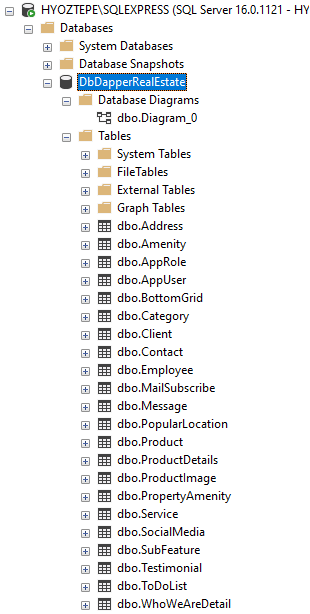 HYOZTEPE\SQLEXPRESS (SQL Server 16.0.1121 - HY
Databases
System Databases
Database Snapshots
DbDapperRealEstate
Database Diagrams
dbo.Diagram_0
Tables
System Tables
FileTables
External Tables
Graph Tables
dbo.Address
dbo.Amenity
dbo.AppRole
dbo.AppUser
dbo.BottomGrid
dbo.Category
dbo.Client
dbo.Contact
dbo.Employee
dbo.MailSubscribe
dbo.Message
dbo.PopularLocation
dbo.Product
dbo.ProductDetails
dbo.ProductImage
dbo.PropertyAmenity
dbo.Service
dbo.SocialMedia
dbo.SubFeature
dbo.Testimonial
dbo.ToDoList
dbo.WhoWeAreDetail